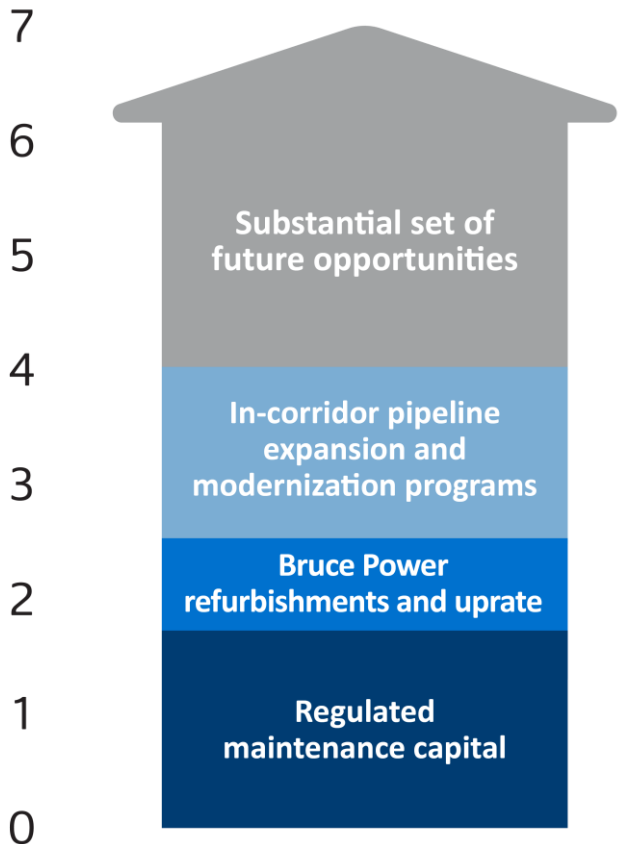 7
6
5
4
3
2
1
0
Substantial set of
future opportunities
In-corridor pipeline
expansion and
modernization programs
Bruce Power
refurbishments and uprate
Regulated
maintenance capital